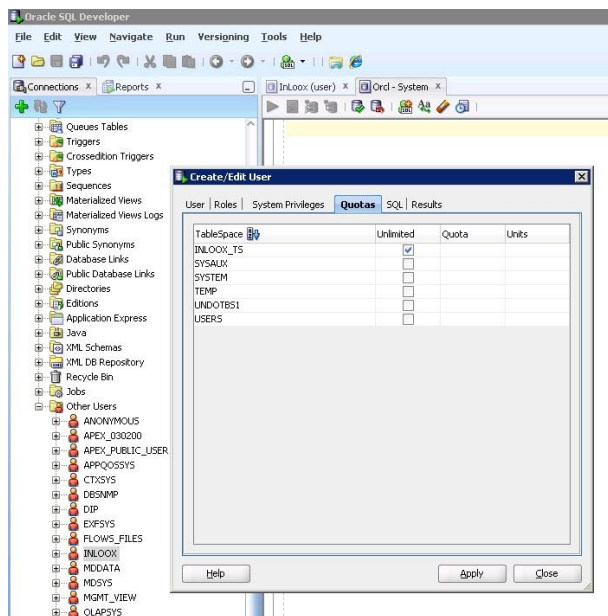 Oracle SQL Developer
File Edit View Navigate Run Versioning Tools Help
Connections x Reports x
InLoox (user) x Orcl - System x
Queues Tables
Triggers
Crossedition Triggers
Types
Sequences
Materialized Views
Materialized Views Logs
Synonyms
Public Synonyms
Database Links
Public Database Links
Directories
Editions
Application Express
Java
XML Schemas
XML DB Repository
Recycle Bin
Jobs
Other Users
ANONYMOUS
APEX_030200
APEX_PUBLIC_USER
APPQOSSYS
CTXSYS
DBSNMP
DIP
EXFSYS
FLOWS_FILES
INLOOX
MDDATA
MDSYS
MGMT_VIEW
OLAPSYS
Create/Edit User
User Roles System Privileges Quotas SQL Results
TableSpace Unlimited Quota Units
INLOOX_TS
SYSAUX
SYSTEM
TEMP
UNDOTBS1
USERS
Help Apply Close